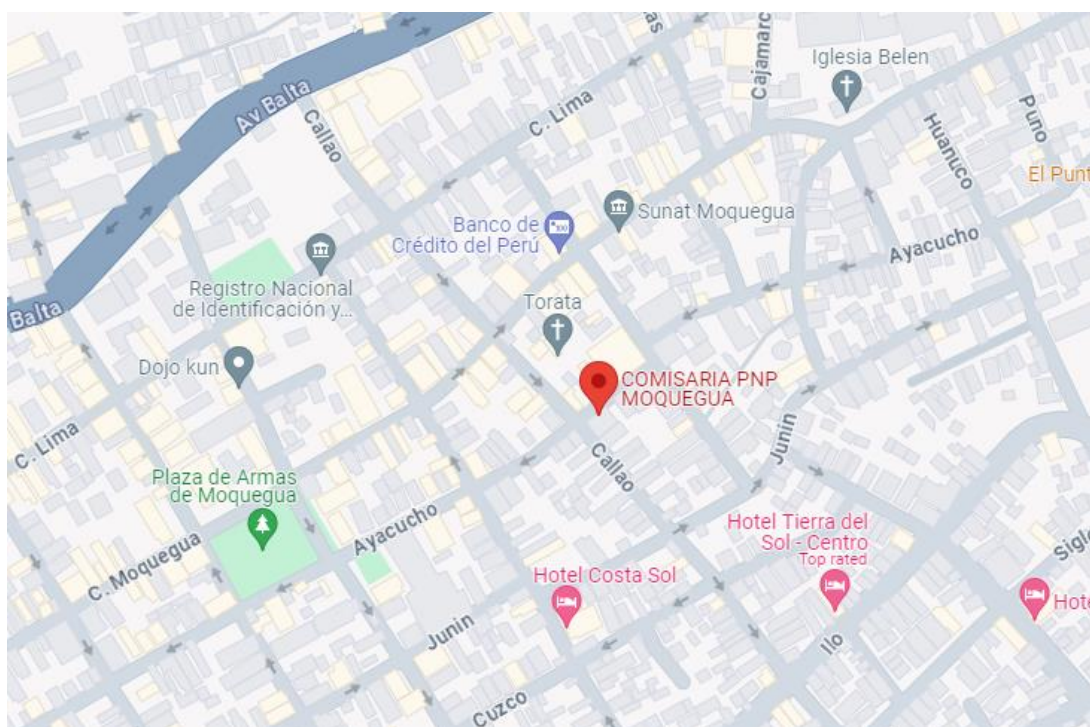 Cajamarc
Iglesia Belen
Av Balta
Callao
C. Lima
Puno
Huanuco
El Punt
Banco de
Crédito del Perú
Sunat Moquegua
Ayacucho
Registro Nacional
de Identificación y...
Balta
Torata
Dojo kun
COMISARIA PNP
MOQUEGUA
C. Lima
Junin
Callao
Plaza de Armas
de Moquegua
Ayacucho
C. Moquegua
Hotel Tierra del
Sol - Centro
Top rated
Hotel Costa Sol
Siglo
Hote
Junin
Ilo
Cuzco